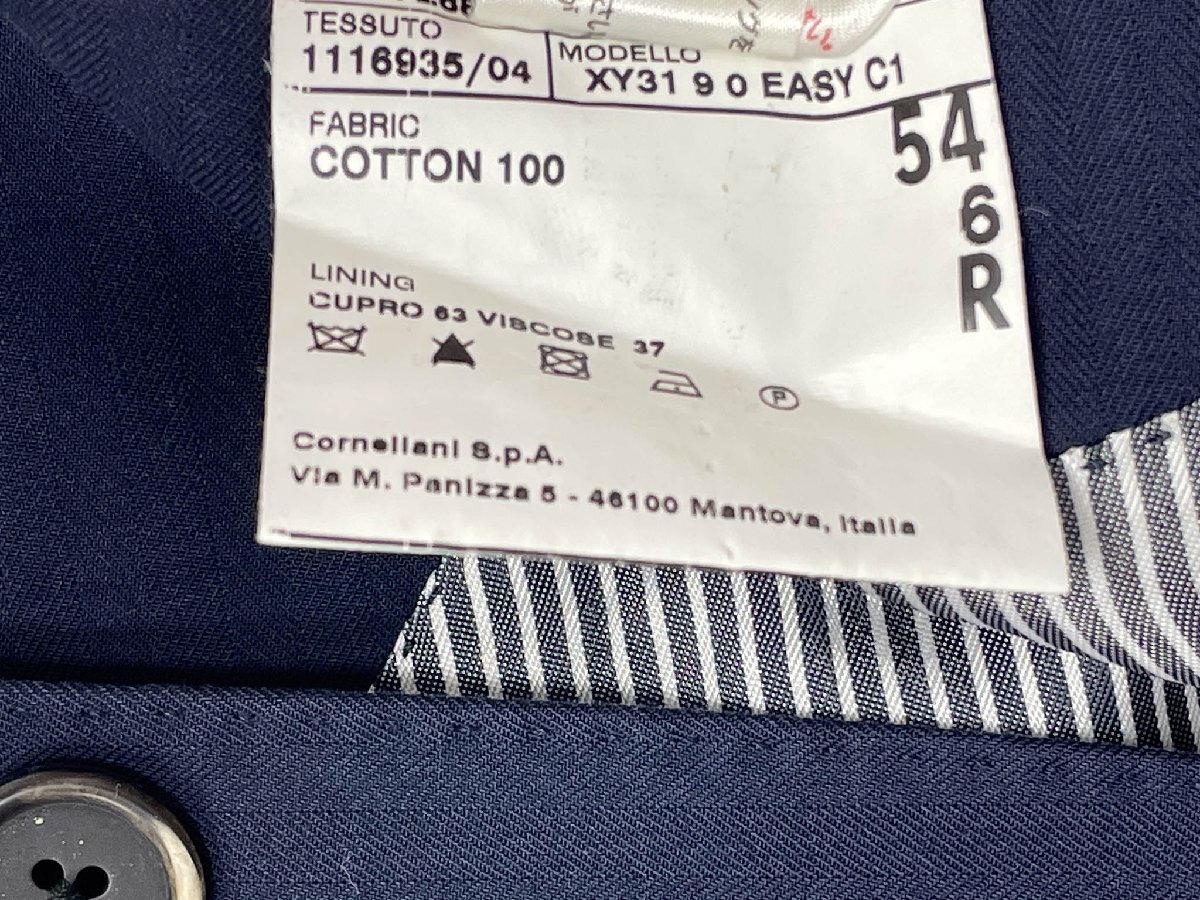 TESSUTO
1116935/04
MODELLO
XY31 9 0 EASY C1
FABRIC
COTTON 100
54
6
R
LINING
CUPRO 63 VISCOSE 37
P
Corneliani S.p.A.
Via M. Panizza 5 - 46100 Mantova, Italia